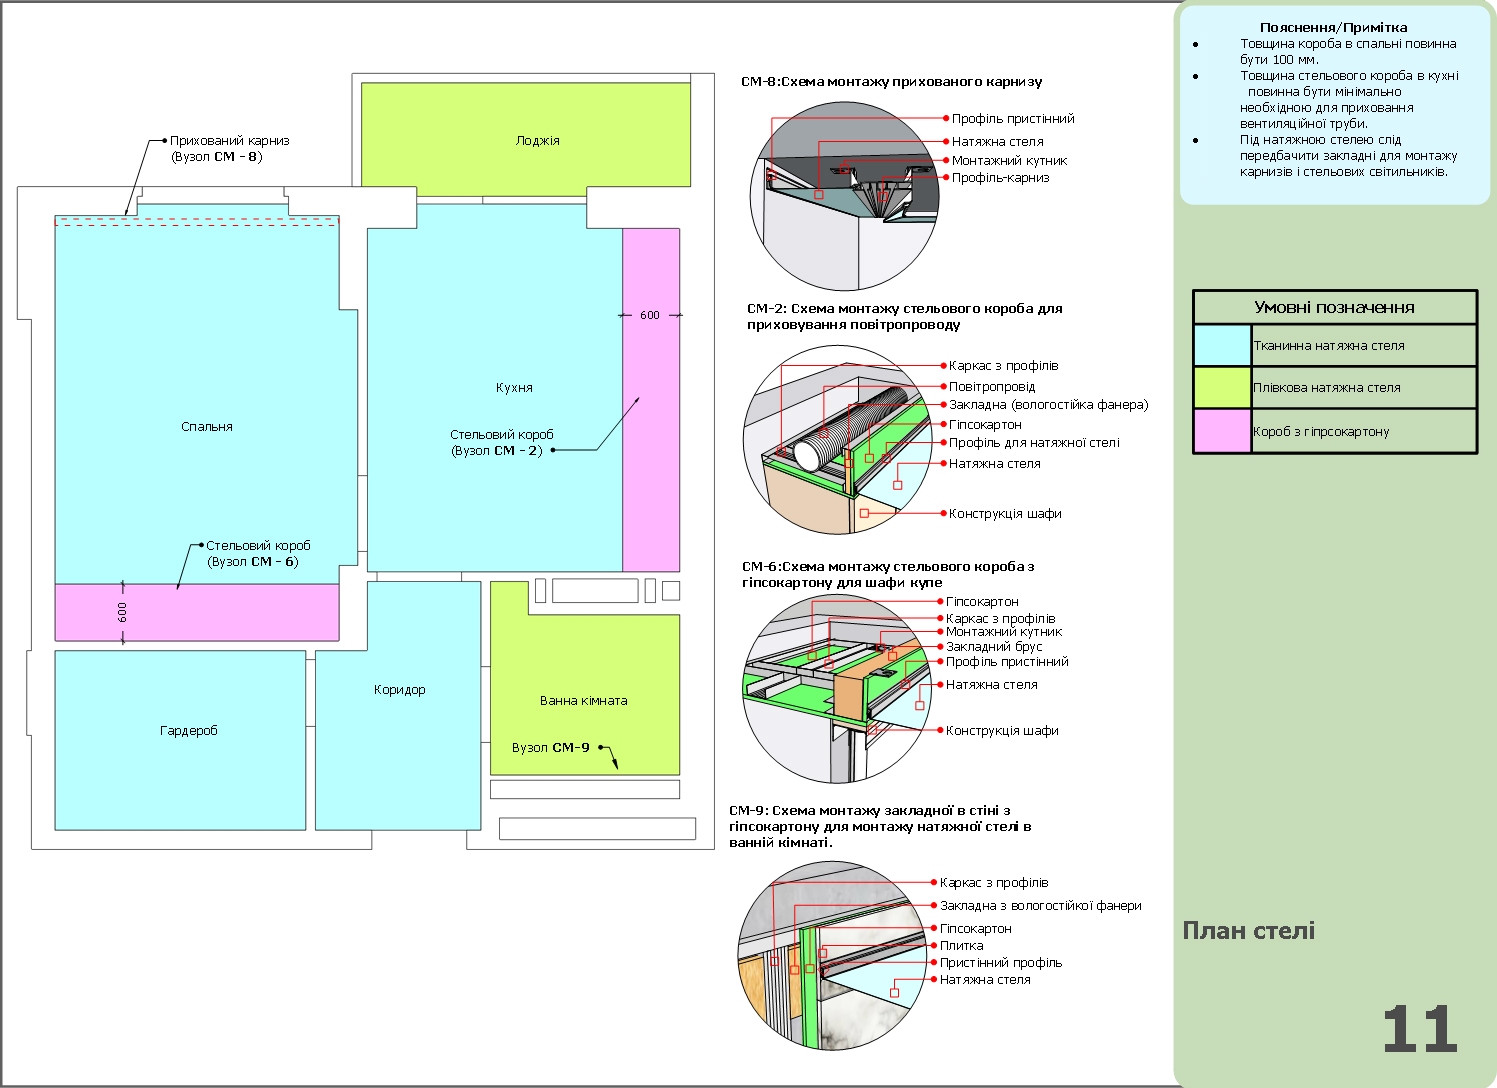 Пояснення/Примітка
● Товщина короба в спальні повинна
бути 100 мм.
● Товщина стельового короба в кухні
повинна бути мінімально
необхідною для приховання
вентиляційної труби.
● Під натяжною стелею слід
передбачити закладні для монтажу
карнизів і стельових світильників.
Умовні позначення
Тканинна натяжна стеля
Плівкова натяжна стеля
Короб з гіпрсокартону
План стелі
11
Прихований карниз
(Вузол СМ - 8)
Лоджія
Кухня
600
Спальня
Стельовий короб
(Вузол СМ - 2)
Стельовий короб
(Вузол СМ - 6)
600
Коридор
Гардероб
Ванна кімната
Вузол СМ-9
СМ-8:Схема монтажу прихованого карнизу
Профіль пристінний
Натяжна стеля
Монтажний кутник
Профіль-карниз
СМ-2: Схема монтажу стельового короба для
приховування повітропроводу
Каркас з профілів
Повітропровід
Закладна (вологостійка фанера)
Гіпсокартон
Профіль для натяжної стелі
Натяжна стеля
Конструкція шафи
СМ-6:Схема монтажу стельового короба з
гіпсокартону для шафи купе
Гіпсокартон
Каркас з профілів
Монтажний кутник
Закладний брус
Профіль пристінний
Натяжна стеля
Конструкція шафи
СМ-9: Схема монтажу закладної в стіні з
гіпсокартону для монтажу натяжної стелі в
ванній кімнаті.
Каркас з профілів
Закладна з вологостійкої фанери
Гіпсокартон
Плитка
Пристінний профіль
Натяжна стеля